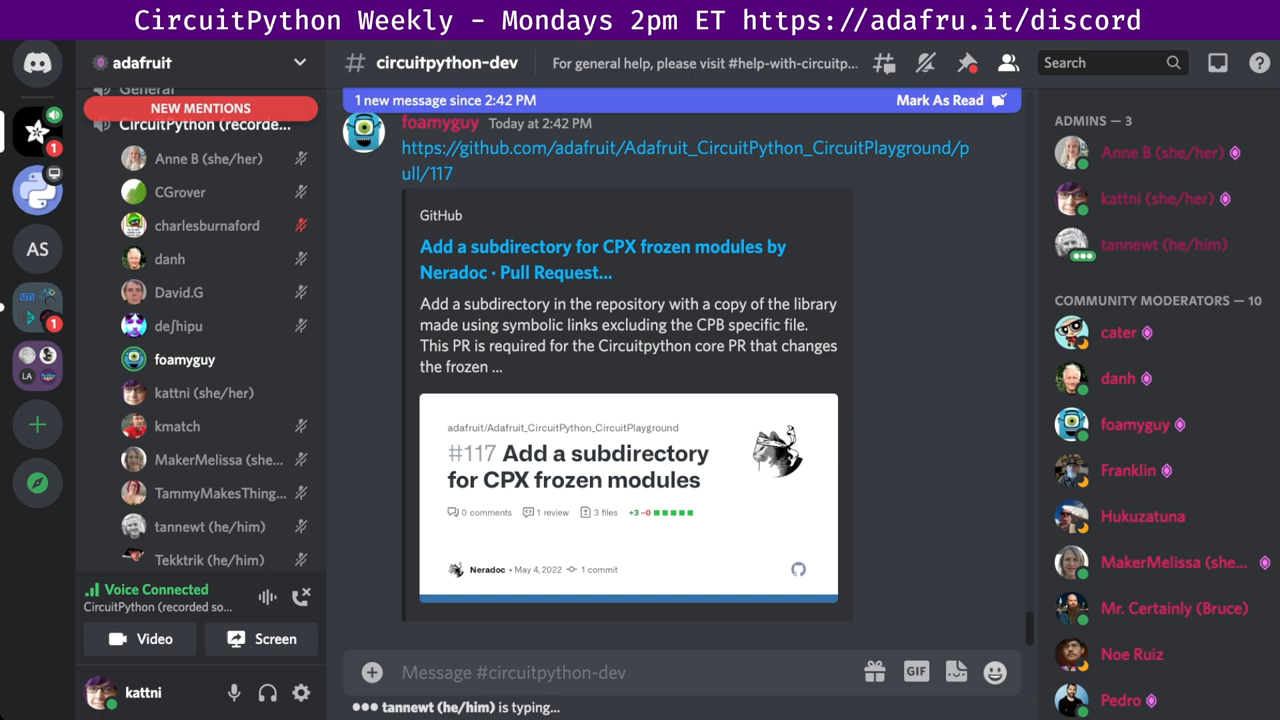 CircuitPython Weekly - Mondays 2pm ET https://adafru.it/discord
adafruit
General
NEW MENTIONS
CircuitPython (recorde...
Anne B (she/her)
CGrover
charlesburnaford
danh
David.G
deʃhipu
foamyguy
kattni (she/her)
kmatch
MakerMelissa (she...
TammyMakesThing...
tannewt (he/him)
Tekktrik (he/him)
Voice Connected
CircuitPython (recorded so...
Video
Screen
kattni
1
AS
1
LA
# circuitpython-dev
For general help, please visit #help-with-circuitp...
Search
1 new message since 2:42 PM
Mark As Read
foamyguy Today at 2:42 PM
https://github.com/adafruit/Adafruit_CircuitPython_CircuitPlayground/p
ull/117
GitHub
Add a subdirectory for CPX frozen modules by
Neradoc · Pull Request...
Add a subdirectory in the repository with a copy of the library
made using symbolic links excluding the CPB specific file.
This PR is required for the Circuitpython core PR that changes
the frozen ...
adafruit/Adafruit_CircuitPython_CircuitPlayground
#117 Add a subdirectory
for CPX frozen modules
0 comments 1 review 3 files +3 −0
Neradoc • May 4, 2022 1 commit
Message #circuitpython-dev
GIF
tannewt (he/him) is typing...
ADMINS — 3
Anne B (she/her)
kattni (she/her)
tannewt (he/him)
COMMUNITY MODERATORS — 10
cater
danh
foamyguy
Franklin
Hukuzatuna
MakerMelissa (she...
Mr. Certainly (Bruce)
Noe Ruiz
Pedro